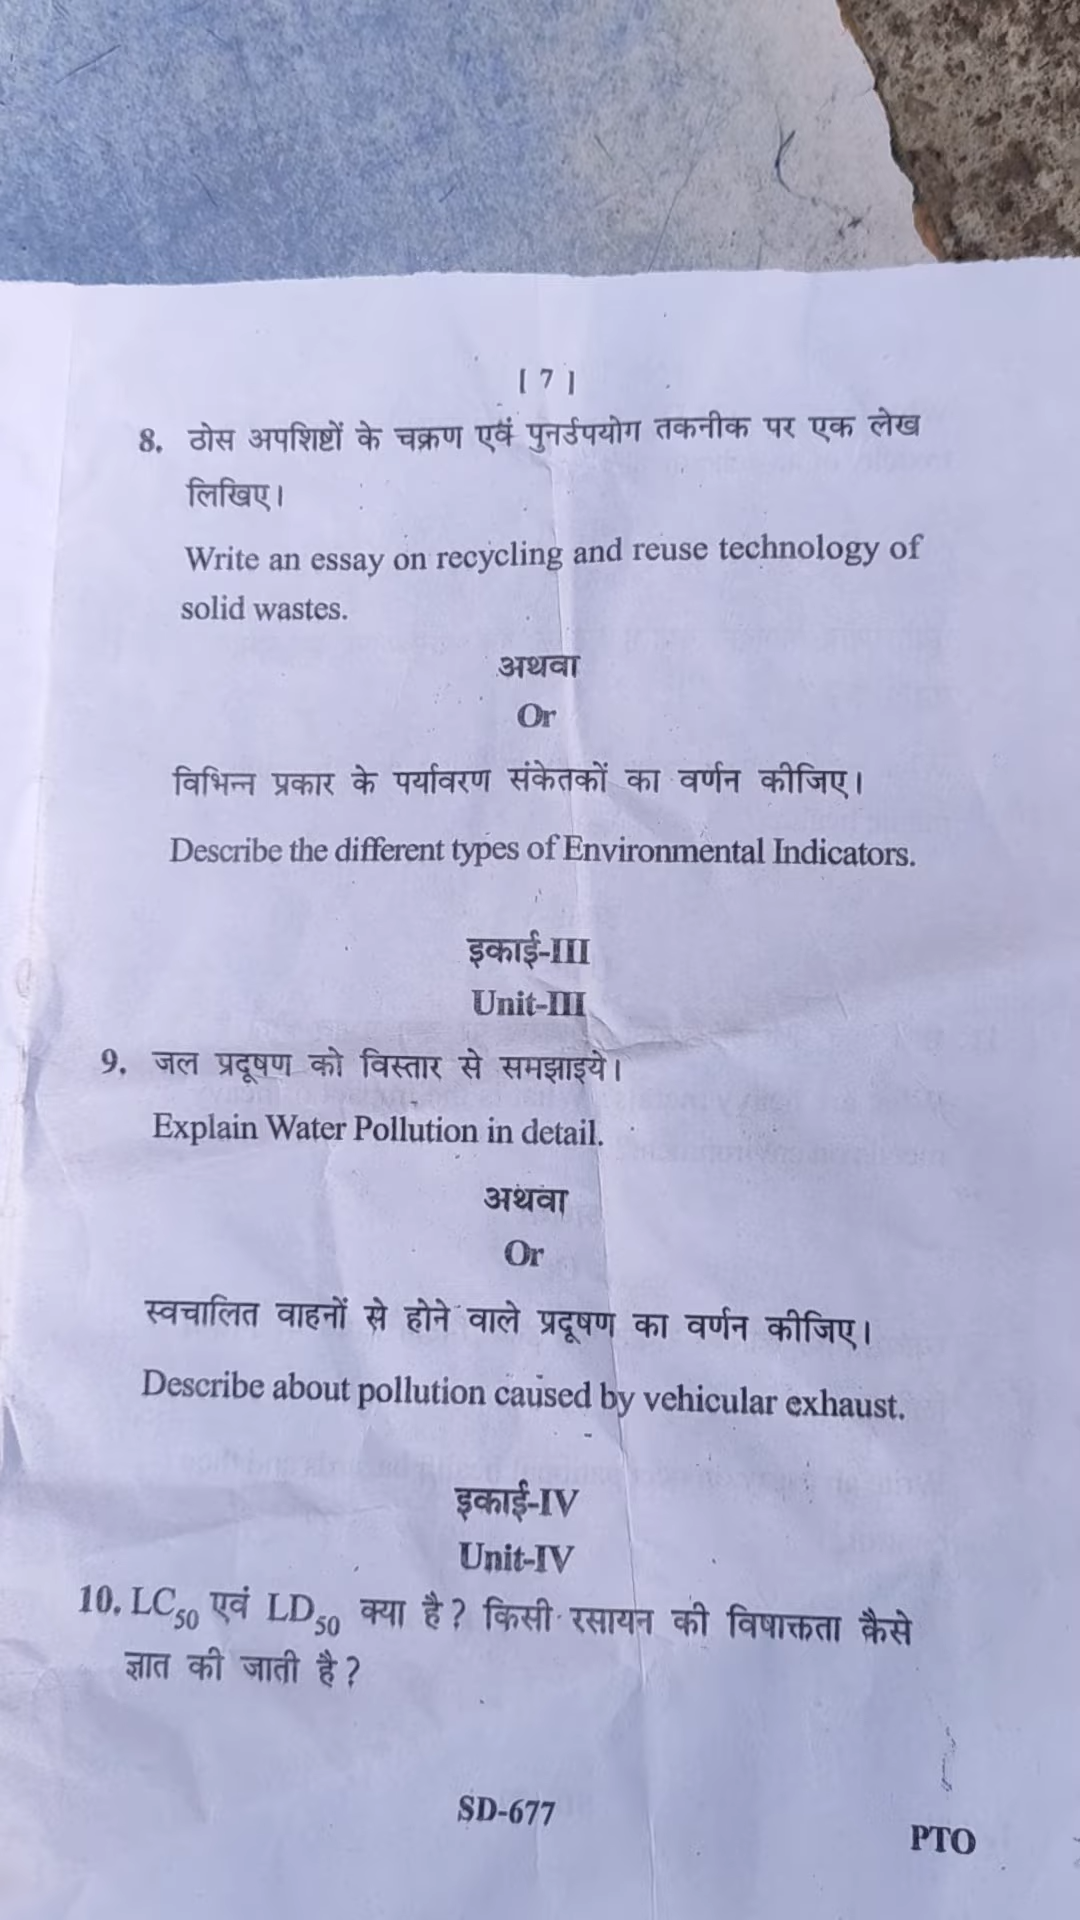 [ 7 ]
8. ठोस अपशिष्टों के चक्रण एवं पुनर्उपयोग तकनीक पर एक लेख
लिखिए।
Write an essay on recycling and reuse technology of
solid wastes.
अथवा
Or
विभिन्न प्रकार के पर्यावरण संकेतकों का वर्णन कीजिए।
Describe the different types of Environmental Indicators.
इकाई-III
Unit-III
9. जल प्रदूषण को विस्तार से समझाइये।
Explain Water Pollution in detail.
अथवा
Or
स्वचालित वाहनों से होने वाले प्रदूषण का वर्णन कीजिए।
Describe about pollution caused by vehicular exhaust.
इकाई-IV
Unit-IV
10. LC50 एवं LD50 क्या है? किसी रसायन की विषाक्तता कैसे
ज्ञात की जाती है?
SD-677
PTO